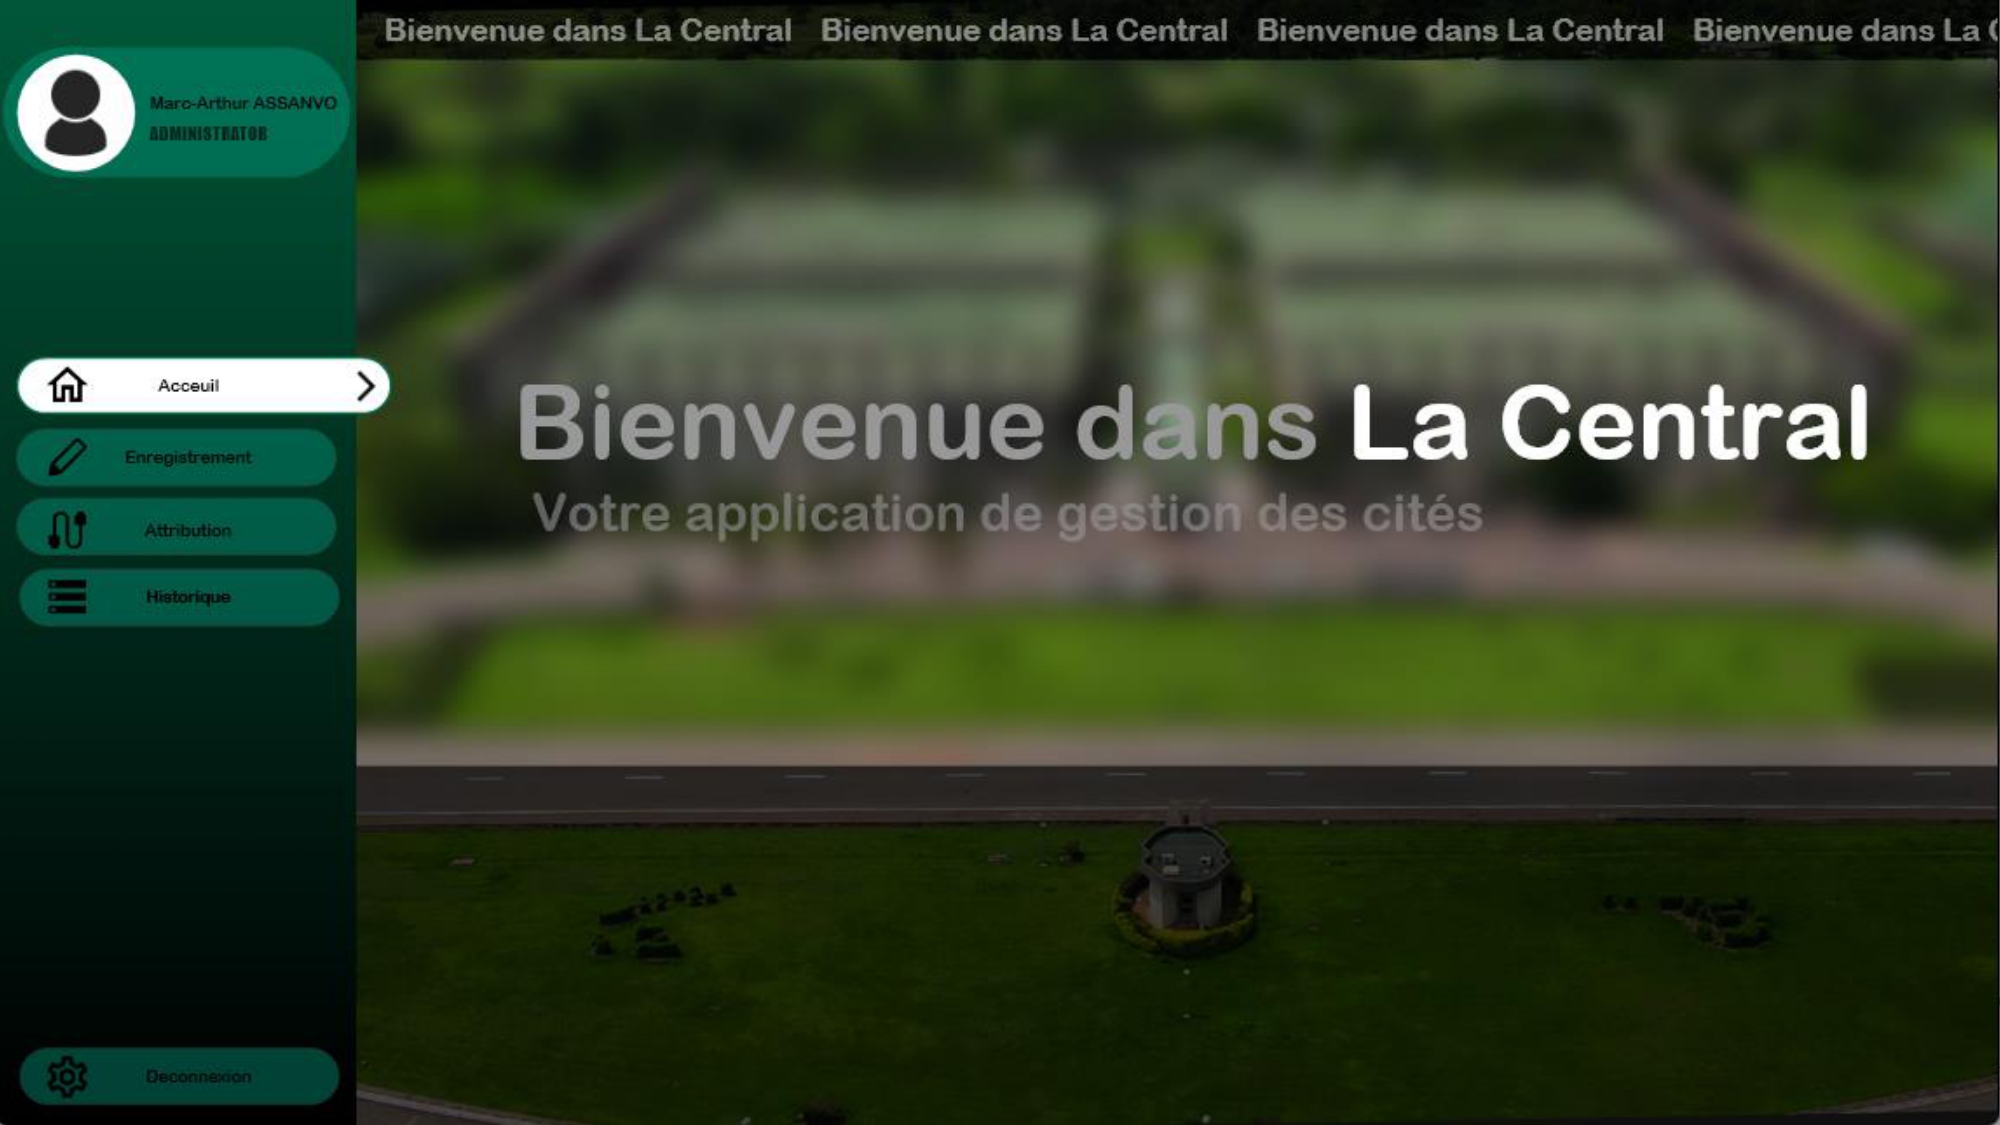 Bienvenue dans La Central Bienvenue dans La Central Bienvenue dans La Central Bienvenue dans La
Marc-Arthur ASSANVO
ADMINISTRATOR
Acceuil
Enregistrement
Attribution
Historique
Deconnexion
Bienvenue dans La Central
Votre application de gestion des cités